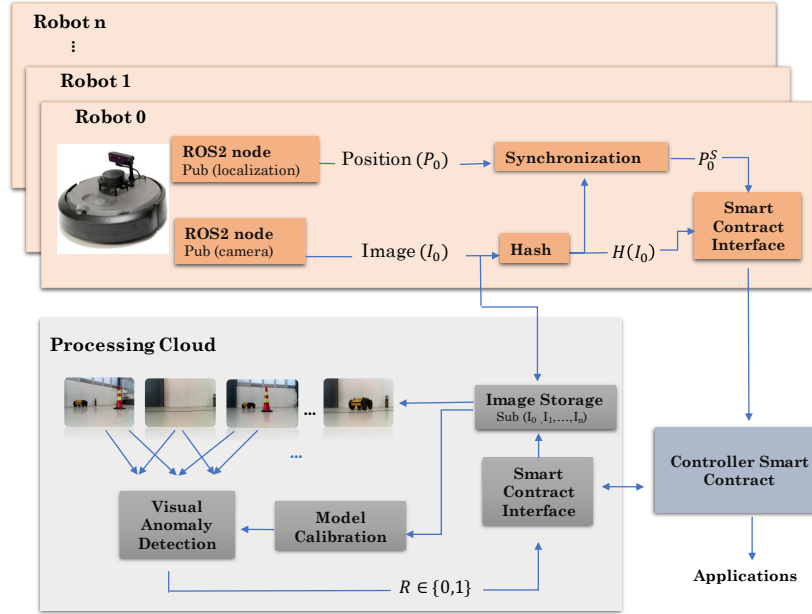 Robot n
⋮
Robot 1
Robot 0
ROS2 node
Pub (localization)
Position (P₀)
Synchronization
P₀ˢ
ROS2 node
Pub (camera)
Image (I₀)
Hash
H(I₀)
Smart
Contract
Interface
Processing Cloud
...
Image Storage
Sub (I₀ ,I₁,...,Iₙ)
...
Smart
Contract
Interface
Controller Smart
Contract
Visual
Anomaly
Detection
Model
Calibration
R ∈ {0,1}
Applications